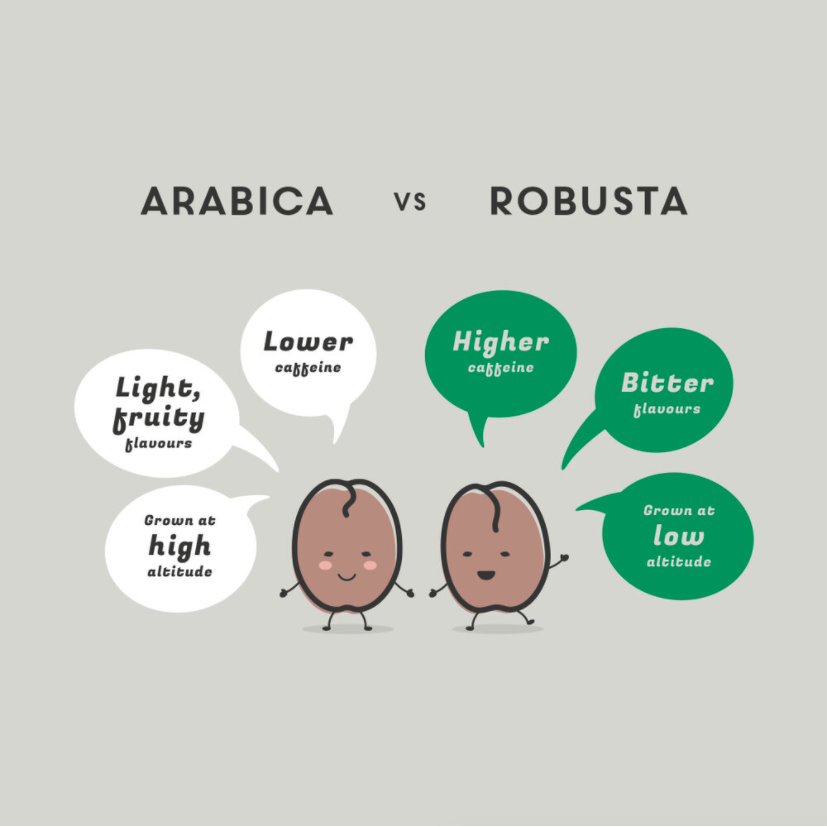 ARABICA vs ROBUSTA
Lower
caffeine
Light,
fruity
flavours
Grown at
high
altitude
Higher
caffeine
Bitter
flavours
Grown at
low
altitude